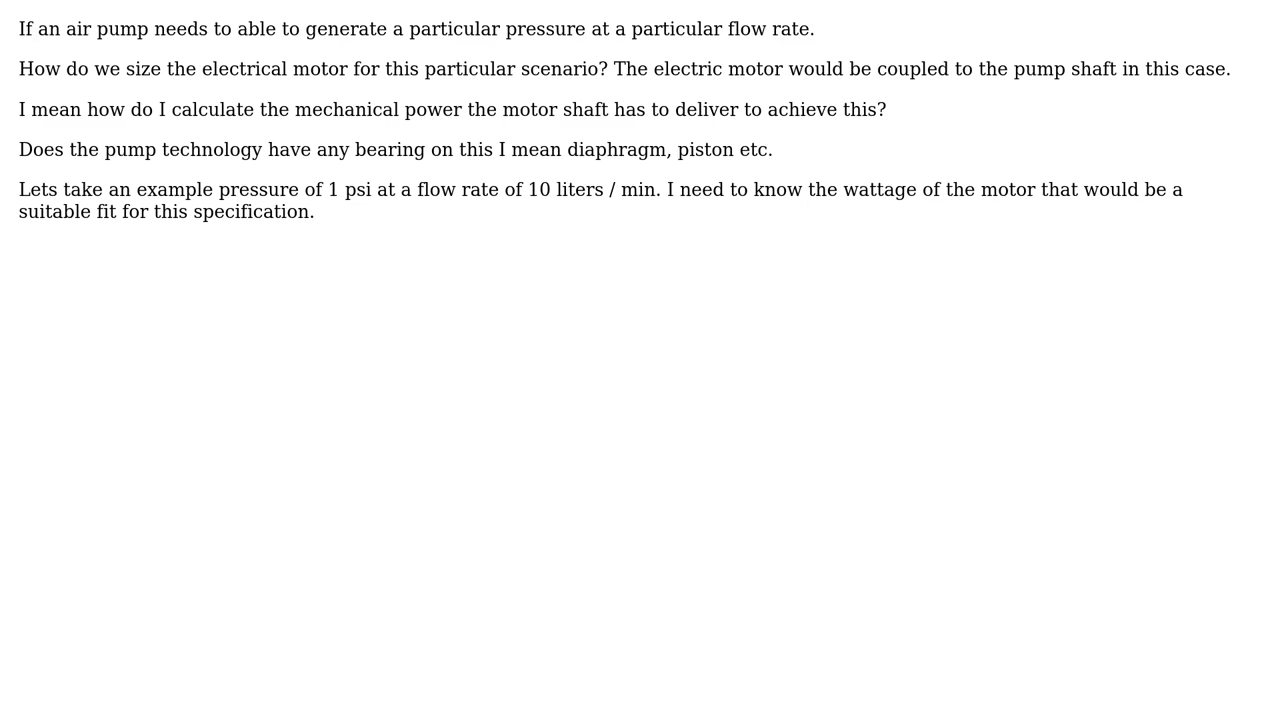 If an air pump needs to able to generate a particular pressure at a particular flow rate.
How do we size the electrical motor for this particular scenario? The electric motor would be coupled to the pump shaft in this case.
I mean how do I calculate the mechanical power the motor shaft has to deliver to achieve this?
Does the pump technology have any bearing on this I mean diaphragm, piston etc.
Lets take an example pressure of 1 psi at a flow rate of 10 liters / min. I need to know the wattage of the motor that would be a
suitable fit for this specification.